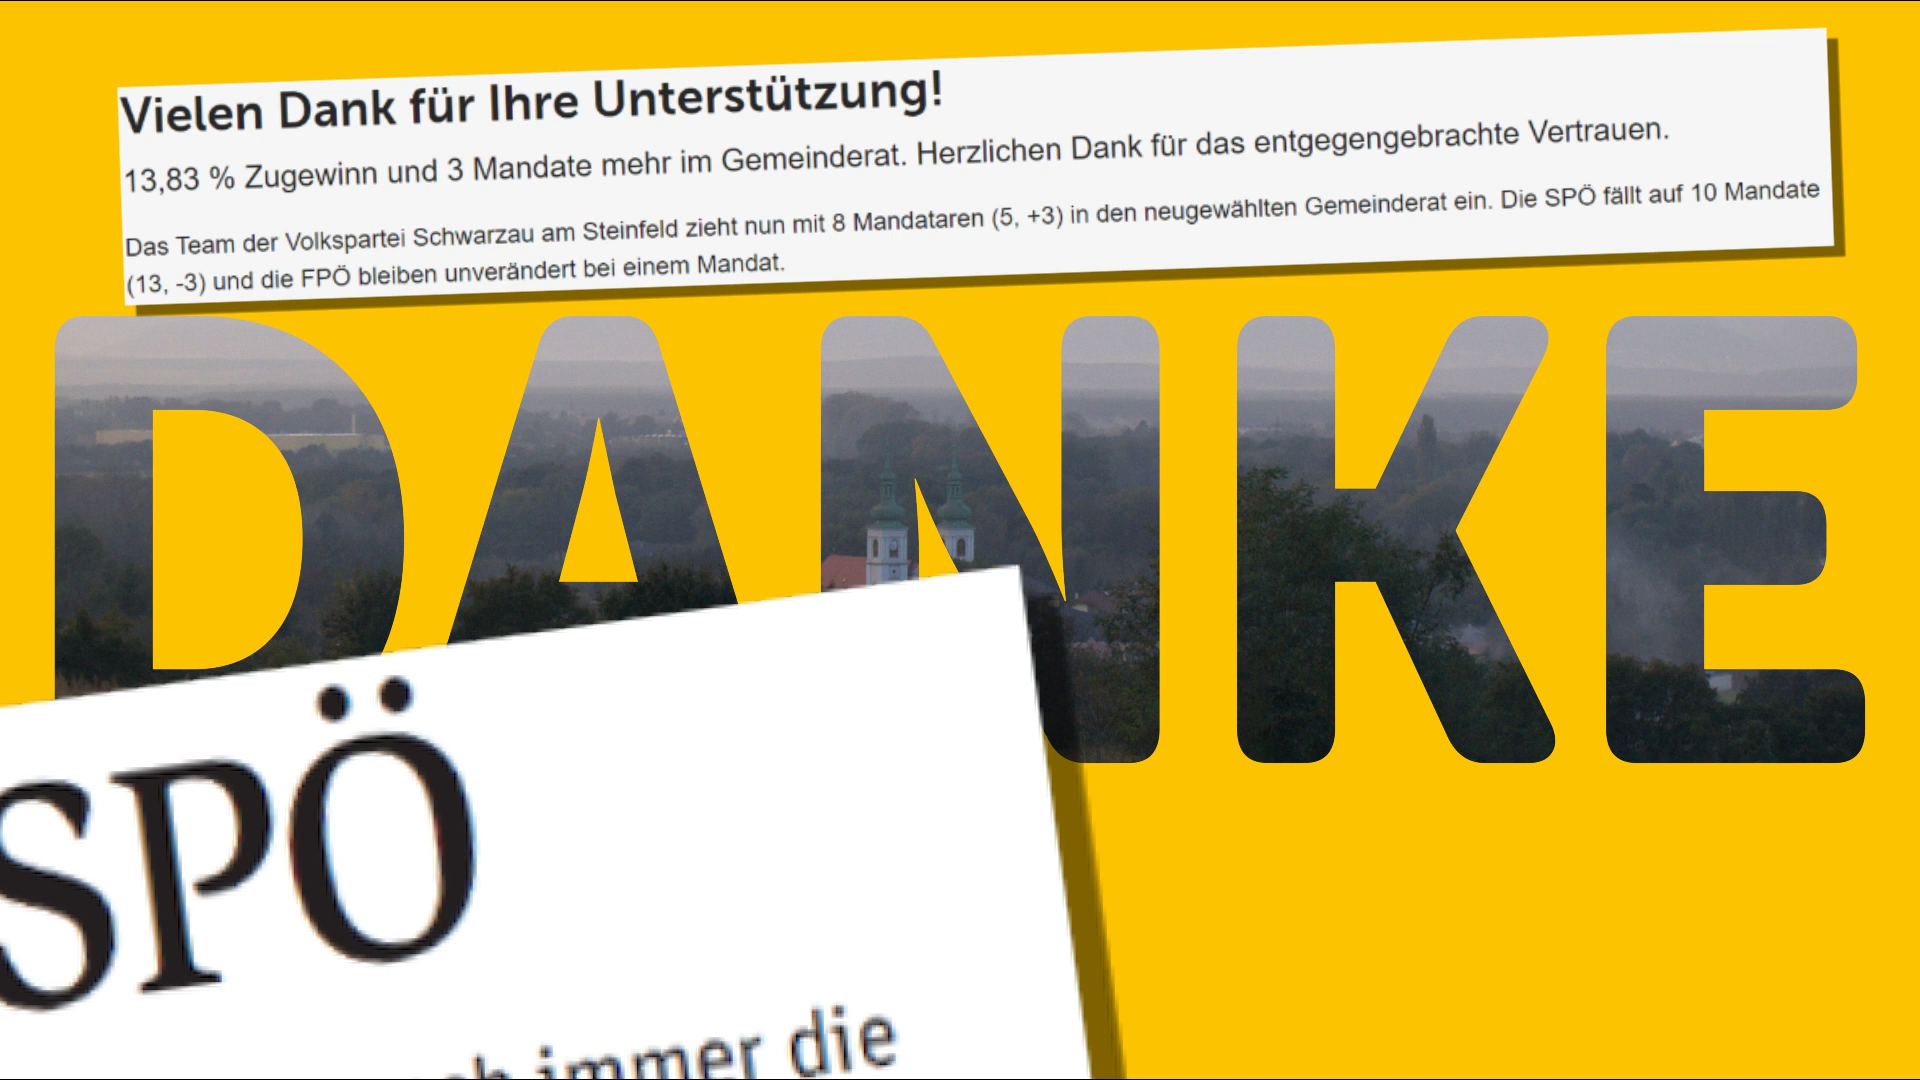 Vielen Dank für Ihre Unterstützung!
13,83 % Zugewinn und 3 Mandate mehr im Gemeinderat. Herzlichen Dank für das entgegengebrachte Vertrauen.
Das Team der Volkspartei Schwarzau am Steinfeld zieht nun mit 8 Mandataren (5, +3) in den neugewählten Gemeinderat ein. Die SPÖ fällt auf 10 Mandate
(13, -3) und die FPÖ bleiben unverändert bei einem Mandat.
DANKE
SPÖ
immer die